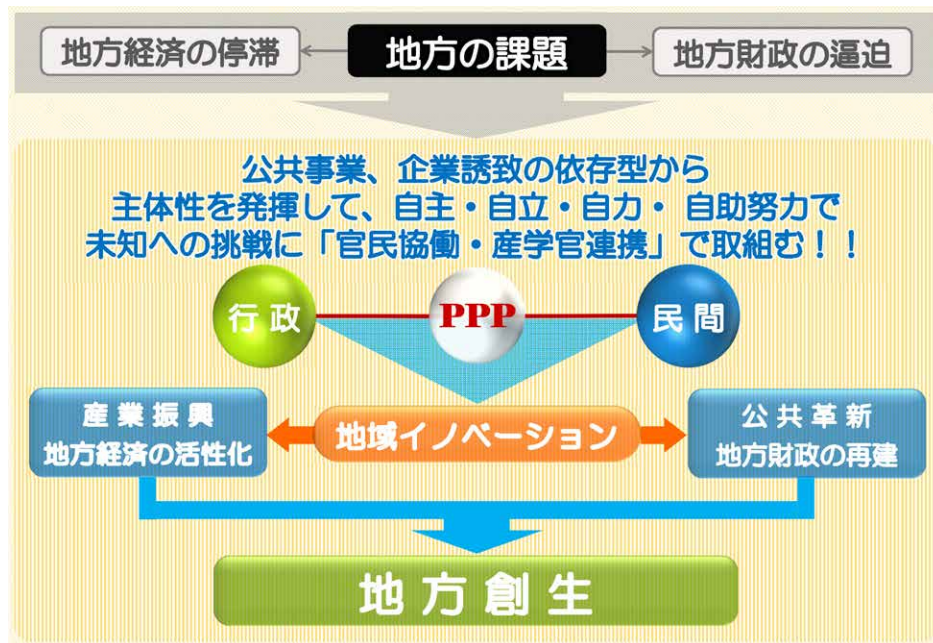 地方経済の停滞
地方の課題
地方財政の逼迫
公共事業、企業誘致の依存型から
主体性を発揮して、自主・自立・自力・ 自助努力で
未知への挑戦に「官民協働・産学官連携」で取組む！！
行 政
PPP
民 間
産 業 振 興
地方経済の活性化
地域イノベーション
公 共 革 新
地方財政の再建
地 方 創 生